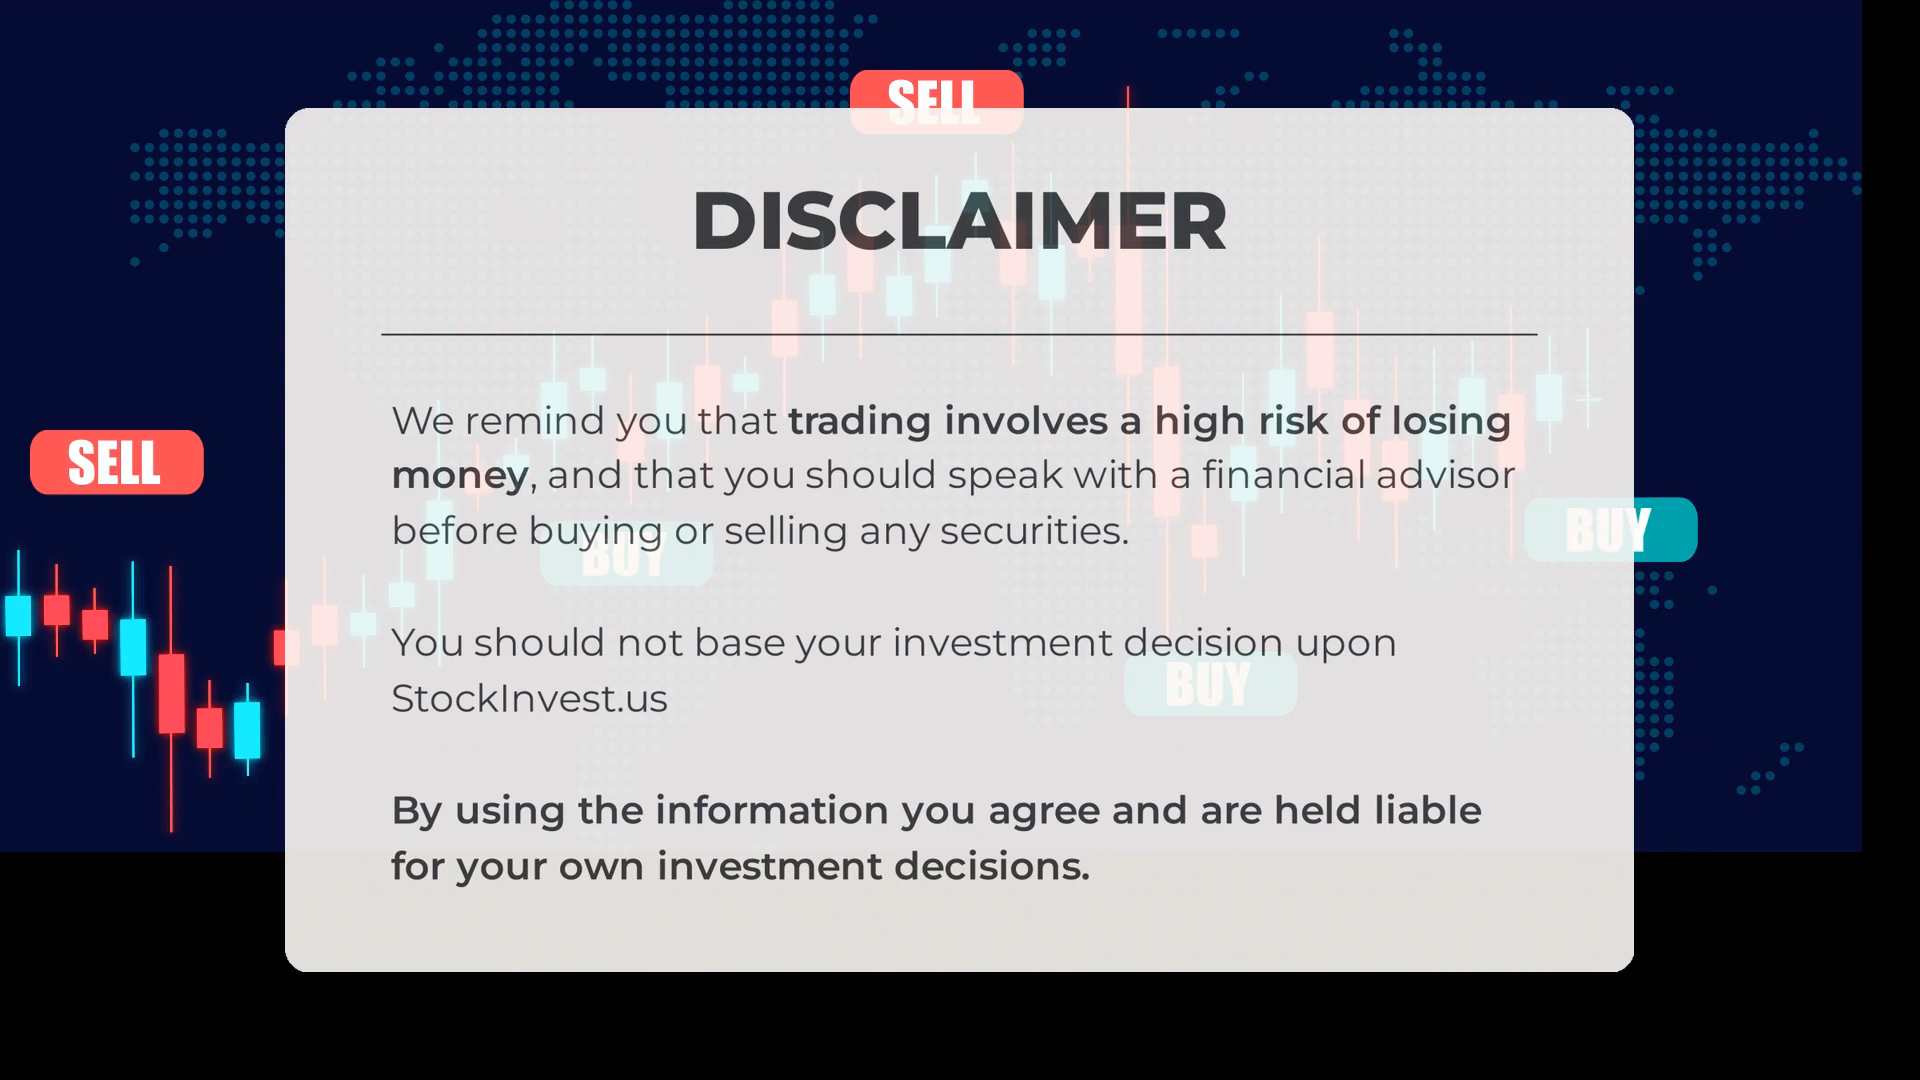 SELL
DISCLAIMER
We remind you that trading involves a high risk of losing
money, and that you should speak with a financial advisor
before buying or selling any securities.
SELL
BUY
BUY
You should not base your investment decision upon
StockInvest.us
BUY
By using the information you agree and are held liable
for your own investment decisions.